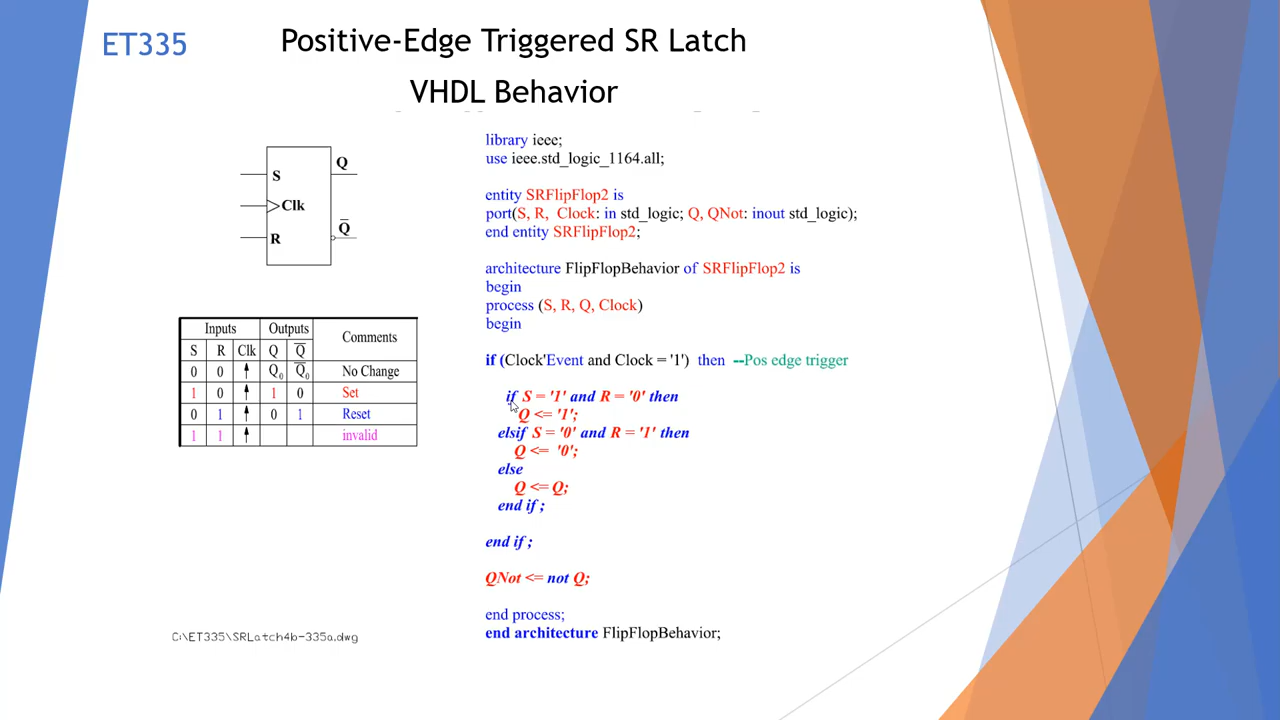 ET335
Positive-Edge Triggered SR Latch
VHDL Behavior
S
Q
Clk
R
Q̅
Inputs Outputs Comments
S R Clk Q Q̅
0 0 ↑ Q₀ Q̅₀ No Change
1 0 ↑ 1 0 Set
0 1 ↑ 0 1 Reset
1 1 ↑ invalid
C:\ET335\SRLatch4b-335a.dwg
library ieee;
use ieee.std_logic_1164.all;
entity SRFlipFlop2 is
port(S, R, Clock: in std_logic; Q, QNot: inout std_logic);
end entity SRFlipFlop2;
architecture FlipFlopBehavior of SRFlipFlop2 is
begin
process (S, R, Q, Clock)
begin
if (Clock'Event and Clock = '1') then --Pos edge trigger
if S = '1' and R = '0' then
Q <= '1';
elsif S = '0' and R = '1' then
Q <= '0';
else
Q <= Q;
end if ;
end if ;
QNot <= not Q;
end process;
end architecture FlipFlopBehavior;